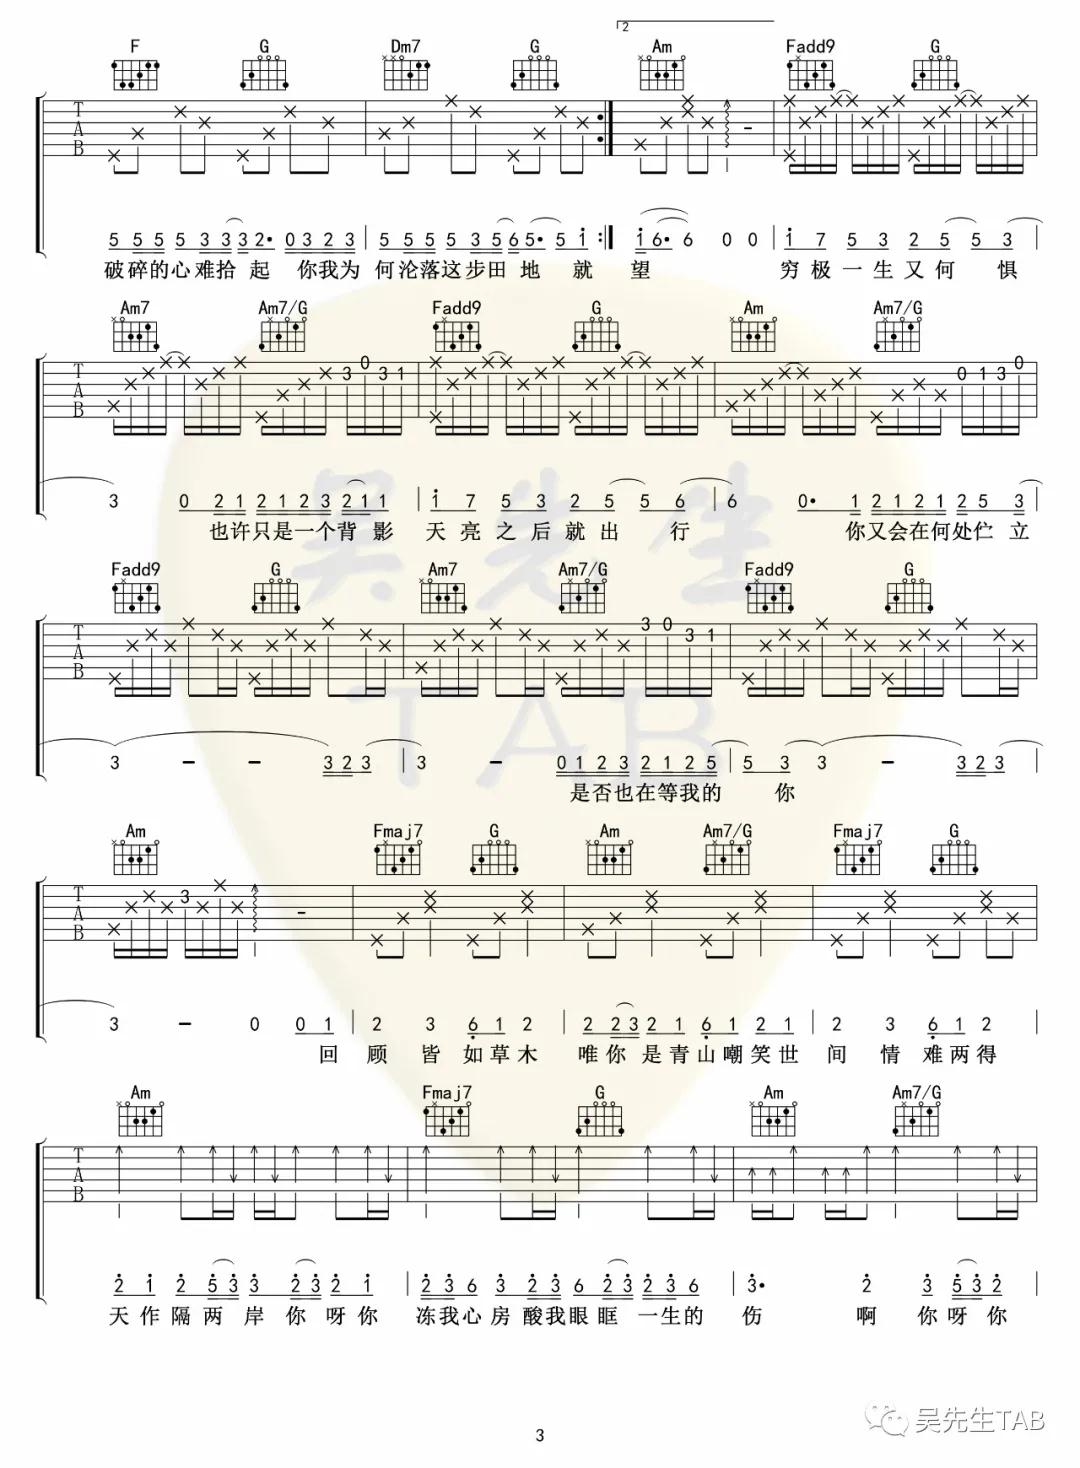 2
F G Dm7 G Am Fadd9 G
T
A
B
5 5 5 5 3 3 3 2· 0 3 2 3 5 5 5 5 3 5 6 5· 5 1 1 6· 6 0 0 1 7 5 3 2 5 5 3
破碎的心难拾起 你我为 何沦落这步田地 就 望 穷极一生又何 惧
Am7 Am7/G Fadd9 G Am Am7/G
T 3 0 3 1 0 1 3 0
A
B
3 0 2 1 2 1 2 3 2 1 1 7 5 3 2 5 5 6 6 0· 1 2 1 2 1 2 5 3
也许只是一个背影 天亮之后就出 行 你又会在何处伫立
Fadd9 G Am7 Am7/G Fadd9 G
T 3 0 3 1
A
B
3 - - 3 2 3 3 - 0 1 2 3 2 1 2 5 5 3 3 - 3 2 3
是否也在等我的 你
Am Fmaj7 G Am Am7/G Fmaj7 G
T 3 -
A
B
3 - 0 0 1 2 3 6 1 2 2 2 3 2 1 6 1 2 1 2 3 6 1 2
回 顾 皆 如草木 唯你是青山嘲笑世 间 情 难两得
Am Fmaj7 G Am Am7/G
T
A
B
2 1 2 5 3 3 2 3 2 1 2 3 6 3 2 3 6 2 3 2 3 6 3· 2 3 5 3 2
天作隔两岸你呀你 冻我心房酸我眼眶一生的 伤 啊 你呀你
吴先生TAB
吴先生TAB
3